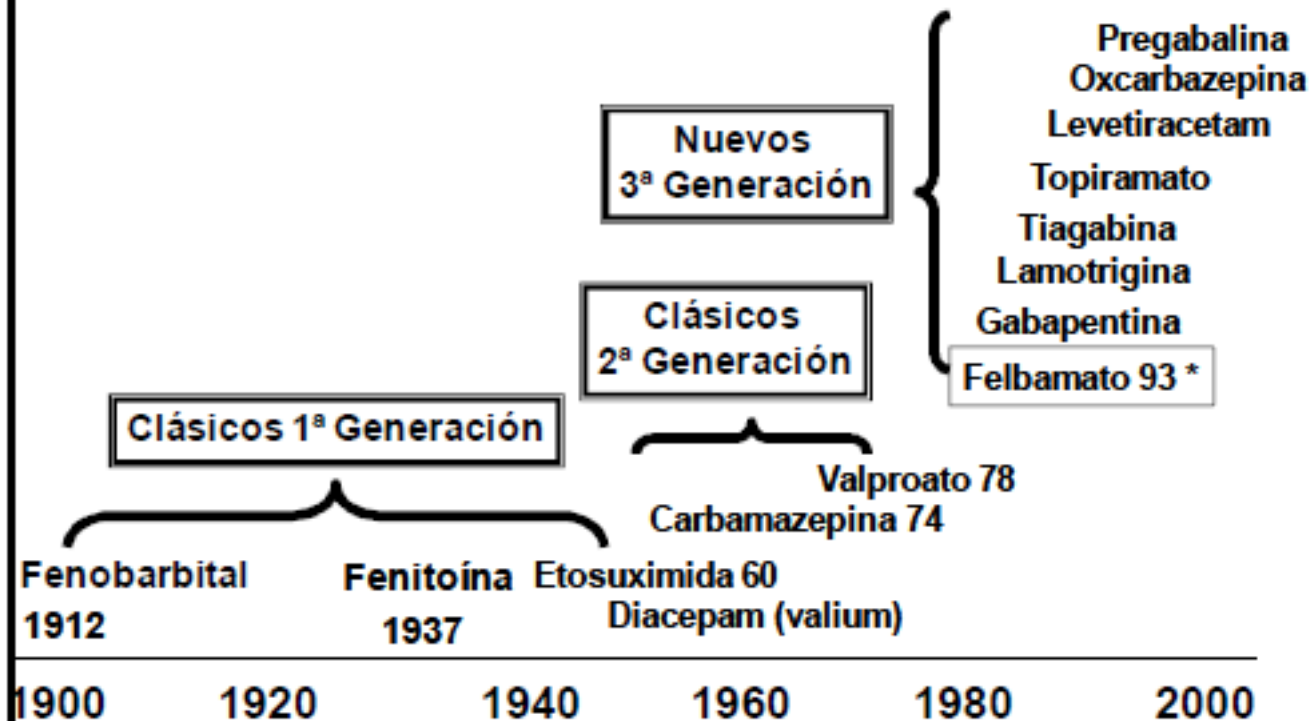 Pregabalina
Oxcarbazepina
Levetiracetam
Topiramato
Tiagabina
Lamotrigina
Gabapentina
Felbamato 93 *
Nuevos
3ª Generación
Clásicos
2ª Generación
Valproato 78
Carbamazepina 74
Clásicos 1ª Generación
Fenobarbital
1912
Fenitoína
1937
Etosuximida 60
Diacepam (valium)
1900 1920 1940 1960 1980 2000